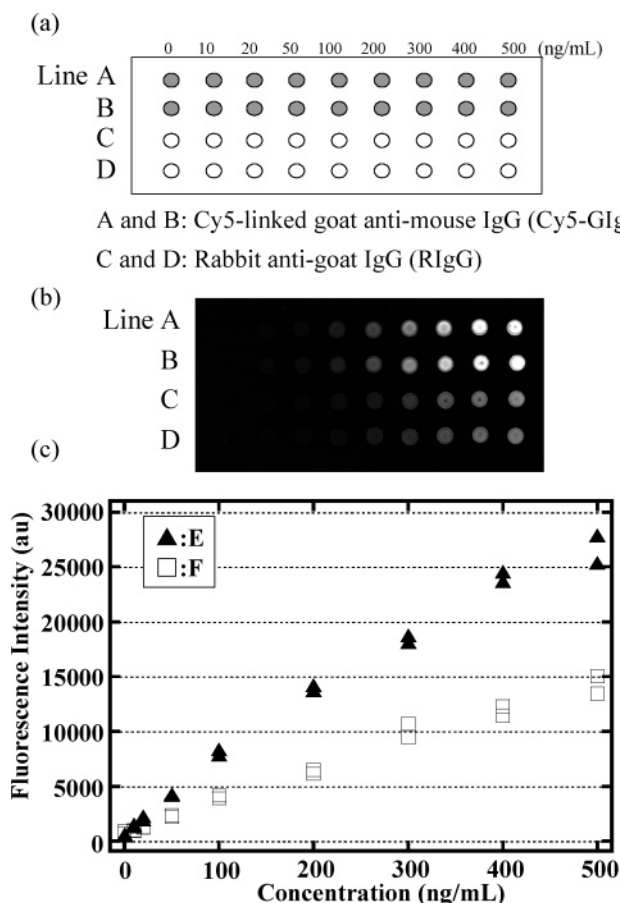 (a)
0 10 20 50 100 200 300 400 500 (ng/mL)
Line A
B
C
D
A and B: Cy5-linked goat anti-mouse IgG (Cy5-GIg
C and D: Rabbit anti-goat IgG (RIgG)
(b)
Line A
B
C
D
(c)
Fluorescence Intensity (au)
30000
25000
20000
15000
10000
5000
0
▲:E
□:F
0 100 200 300 400 500
Concentration (ng/mL)